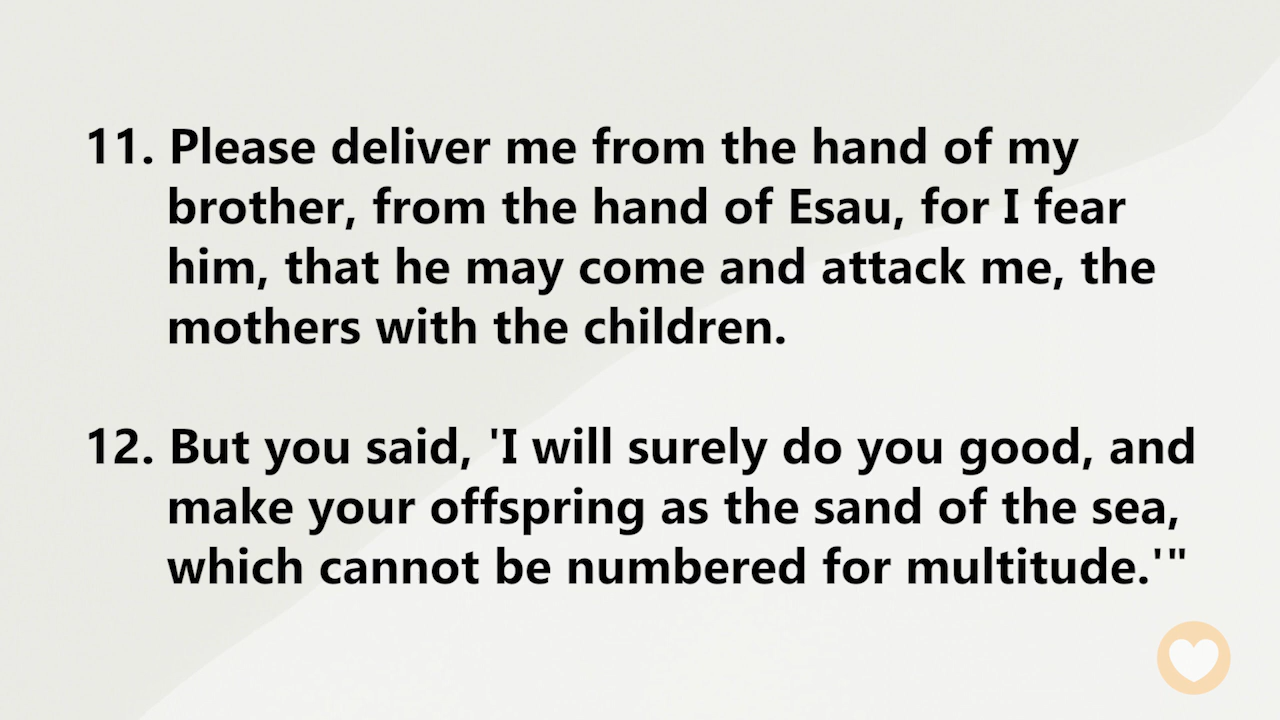 11. Please deliver me from the hand of my
brother, from the hand of Esau, for I fear
him, that he may come and attack me, the
mothers with the children.
12. But you said, 'I will surely do you good, and
make your offspring as the sand of the sea,
which cannot be numbered for multitude.'"